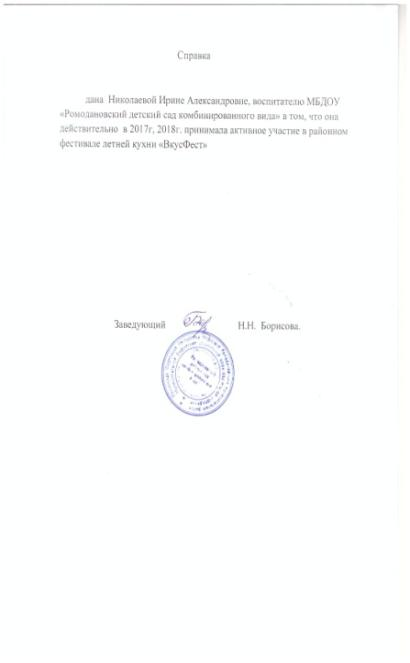 Справка
дана Николаевой Ирине Александровне, воспитателю МБДОУ
«Ромодановский детский сад комбинированного вида» в том, что она
действительно в 2017г, 2018г. принимала активное участие в районном
фестивале летней кухни «ВкусФест»
Заведующий Н.Н. Борисова.